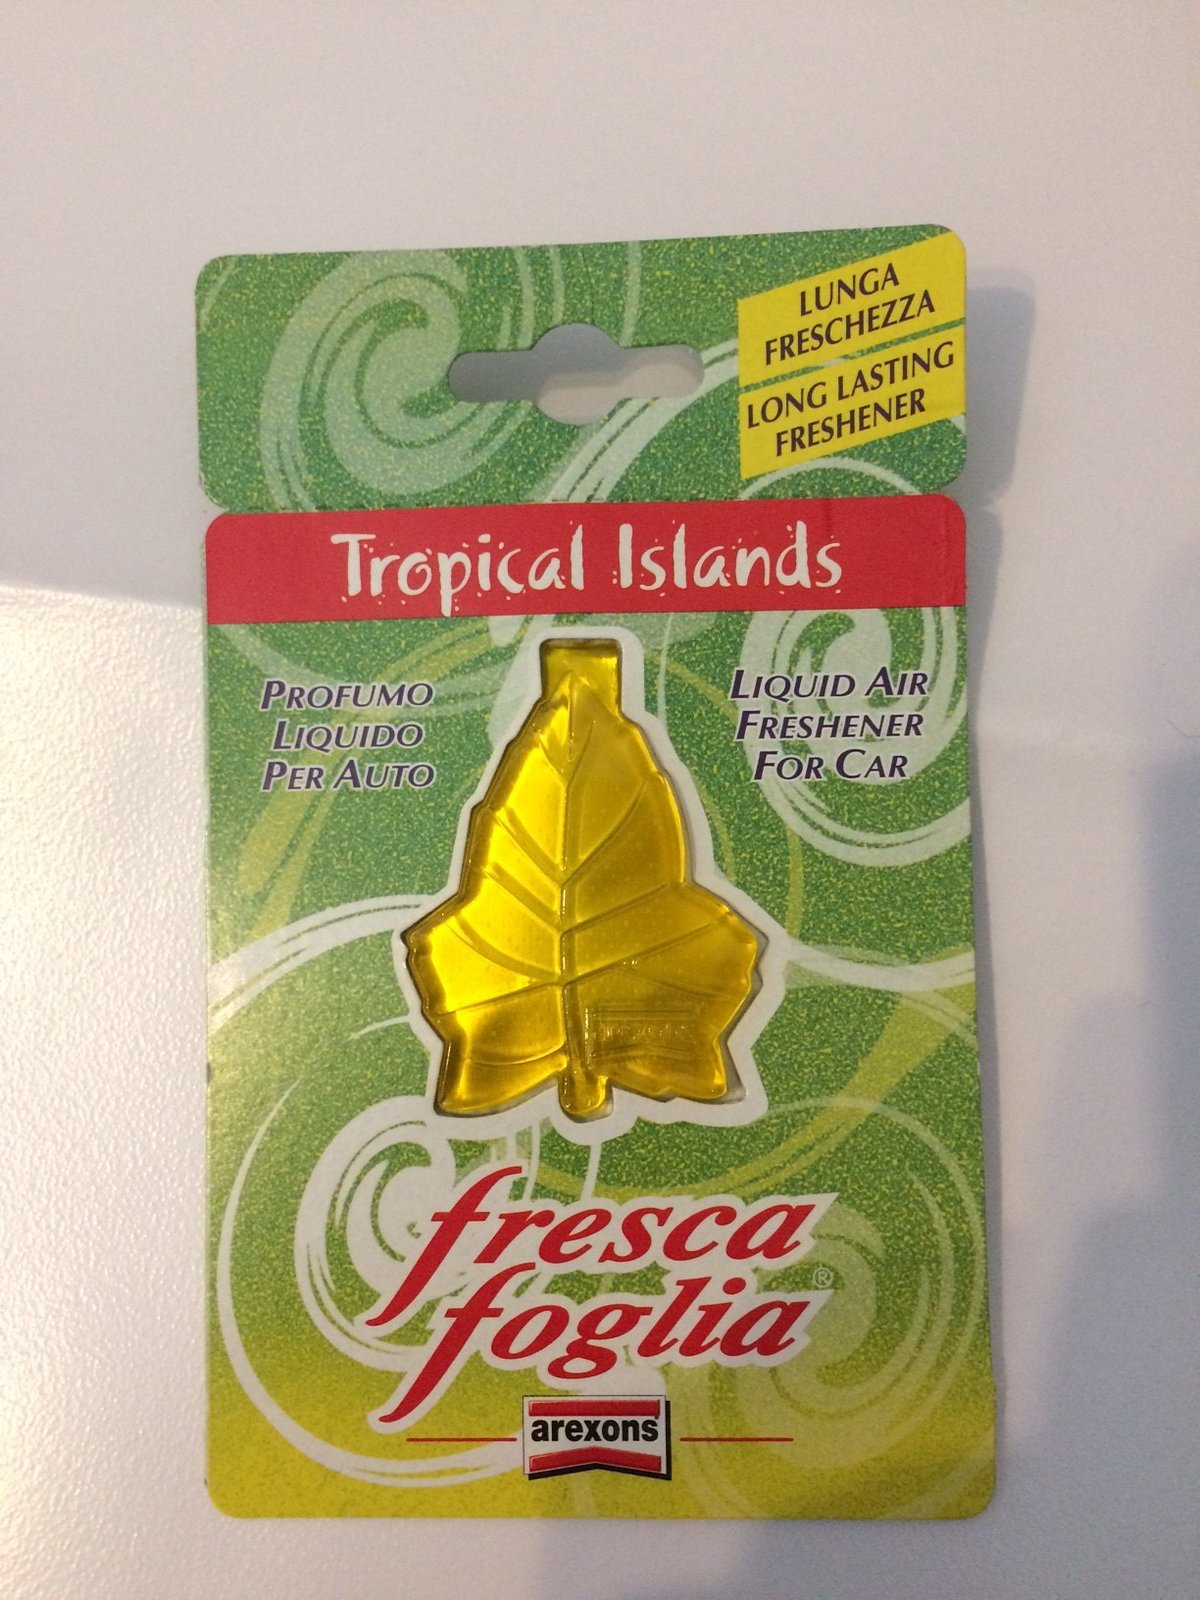 LUNGA
FRESCHEZZA
LONG LASTING
FRESHENER
Tropical Islands
PROFUMO
LIQUIDO
PER AUTO
LIQUID AIR
FRESHENER
FOR CAR
fresca
foglia®
arexons